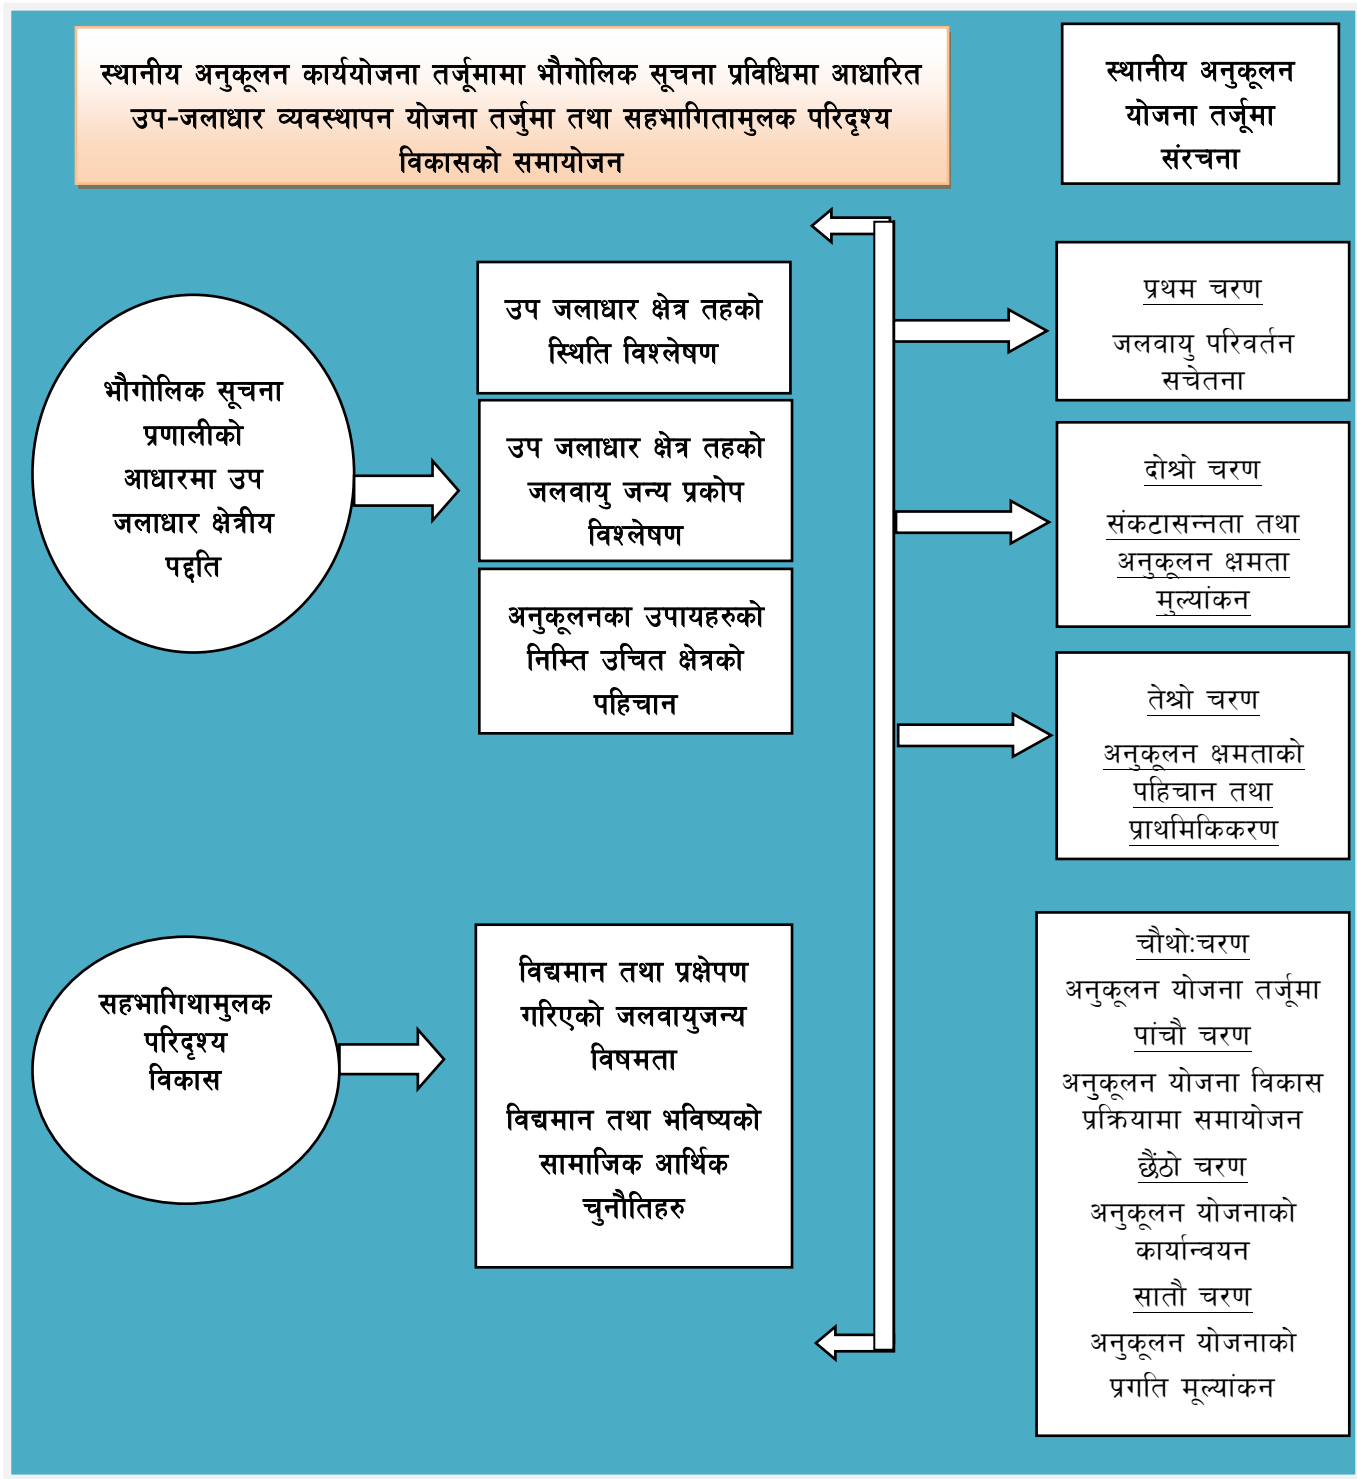 स्थानीय अनुकूलन कार्ययोजना तर्जूमामा भौगोलिक सूचना प्रविधिमा आधारित
उप-जलाधार व्यवस्थापन योजना तर्जुमा तथा सहभागितामुलक परिदृश्य
विकासको समायोजन
स्थानीय अनुकूलन
योजना तर्जूमा
संरचना
भौगोलिक सूचना
प्रणालीको
आधारमा उप
जलाधार क्षेत्रीय
पद्दति
उप जलाधार क्षेत्र तहको
स्थिति विश्लेषण
उप जलाधार क्षेत्र तहको
जलवायु जन्य प्रकोप
विश्लेषण
अनुकूलनका उपायहरुको
निम्ति उचित क्षेत्रको
पहिचान
प्रथम चरण
जलवायु परिवर्तन
सचेतना
दोश्रो चरण
संकटासन्नता तथा
अनुकूलन क्षमता
मुल्यांकन
तेश्रो चरण
अनुकूलन क्षमताको
पहिचान तथा
प्राथमिकिकरण
सहभागिथामुलक
परिदृश्य
विकास
विद्यमान तथा प्रक्षेपण
गरिएको जलवायुजन्य
विषमता
विद्यमान तथा भविष्यको
सामाजिक आर्थिक
चुनौतिहरु
चौथो:चरण
अनुकूलन योजना तर्जूमा
पांचौ चरण
अनुकूलन योजना विकास
प्रक्रियामा समायोजन
छैंठो चरण
अनुकूलन योजनाको
कार्यान्वयन
सातौ चरण
अनुकूलन योजनाको
प्रगति मूल्यांकन